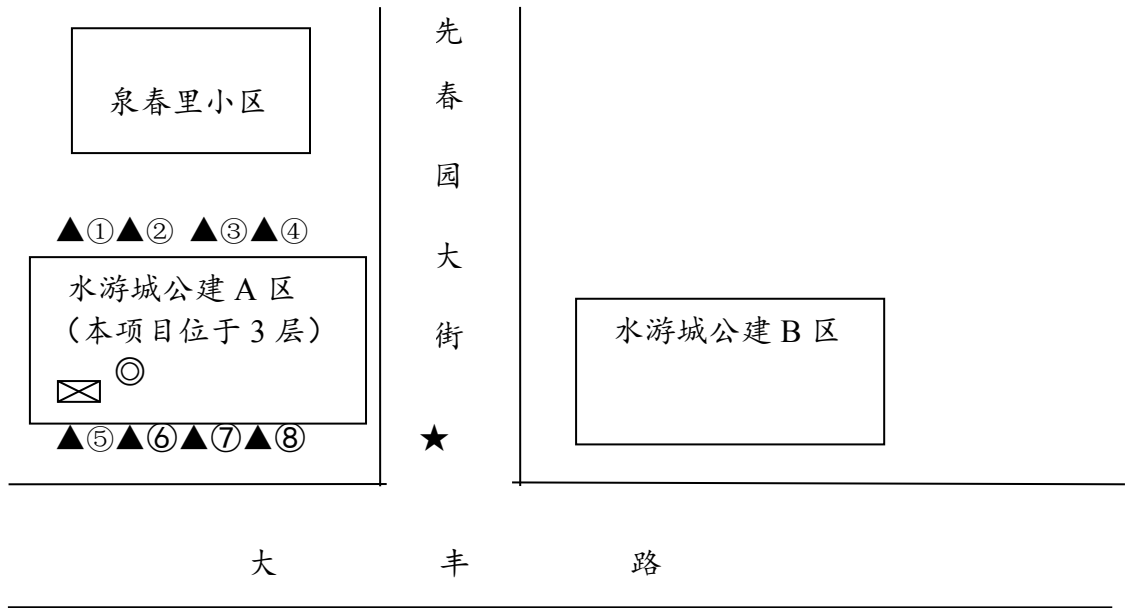 泉春里小区
先春园大街
▲①▲② ▲③▲④
水游城公建 A 区
（本项目位于 3 层）
◎
▲⑤▲⑥▲⑦▲⑧
★
水游城公建 B 区
大丰路